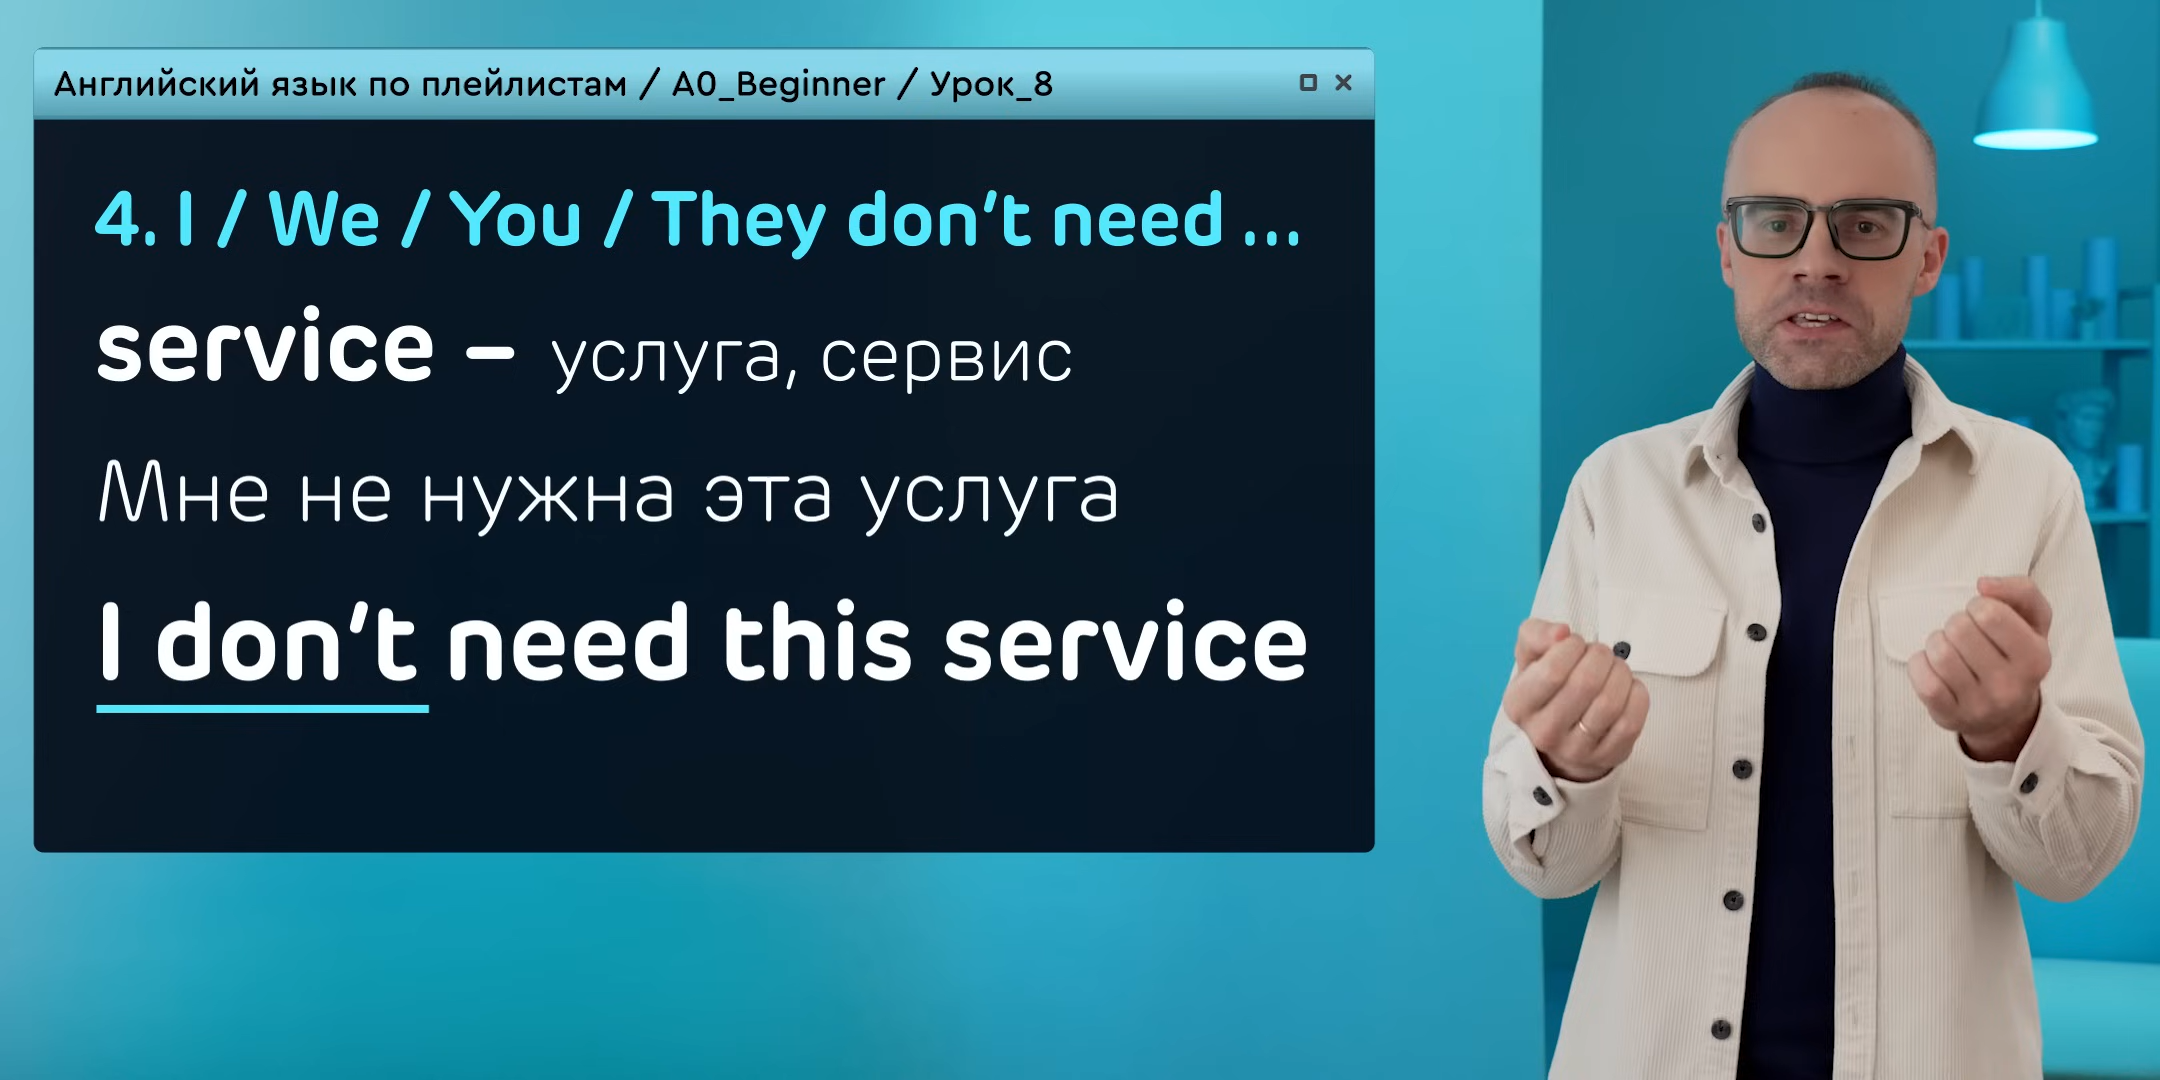 Английский язык по плейлистам / A0_Beginner / Урок_8
4. I / We / You / They don’t need ...
service – услуга, сервис
Мне не нужна эта услуга
I don’t need this service